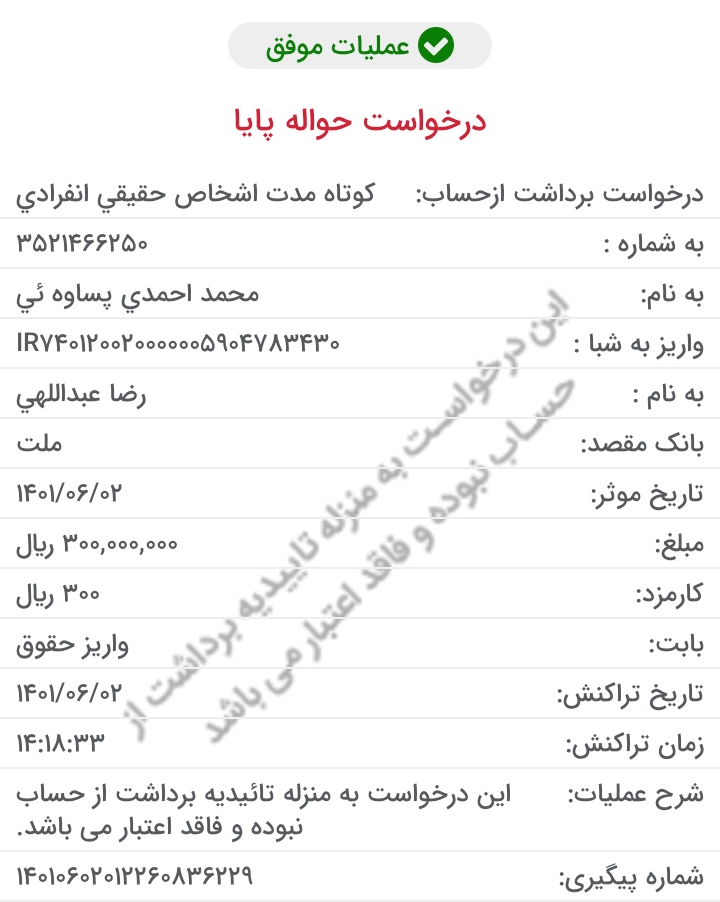 عملیات موفق
درخواست حواله پایا
درخواست برداشت ازحساب: کوتاه مدت اشخاص حقيقي انفرادي
به شماره : ۳۵۲۱۴۶۶۲۵۰
به نام: محمد احمدي پساوه ئي
واریز به شبا : IR۷۴۰۱۲۰۰۲۰۰۰۰۰۰۵۹۰۴۷۸۳۴۳۰
به نام : رضا عبداللهي
بانک مقصد: ملت
تاریخ موثر: ۱۴۰۱/۰۶/۰۲
مبلغ: ۳۰۰,۰۰۰,۰۰۰ ریال
کارمزد: ۳۰۰ ریال
بابت: واریز حقوق
تاریخ تراکنش: ۱۴۰۱/۰۶/۰۲
زمان تراکنش: ۱۴:۱۸:۳۳
شرح عملیات: این درخواست به منزله تائیدیه برداشت از حساب
نبوده و فاقد اعتبار می باشد.
شماره پیگیری: ۱۴۰۱۰۶۰۲۰۱۲۲۶۰۸۳۶۲۲۹
این درخواست به منزله تاییدیه برداشت از
حساب نبوده و فاقد اعتبار می باشد